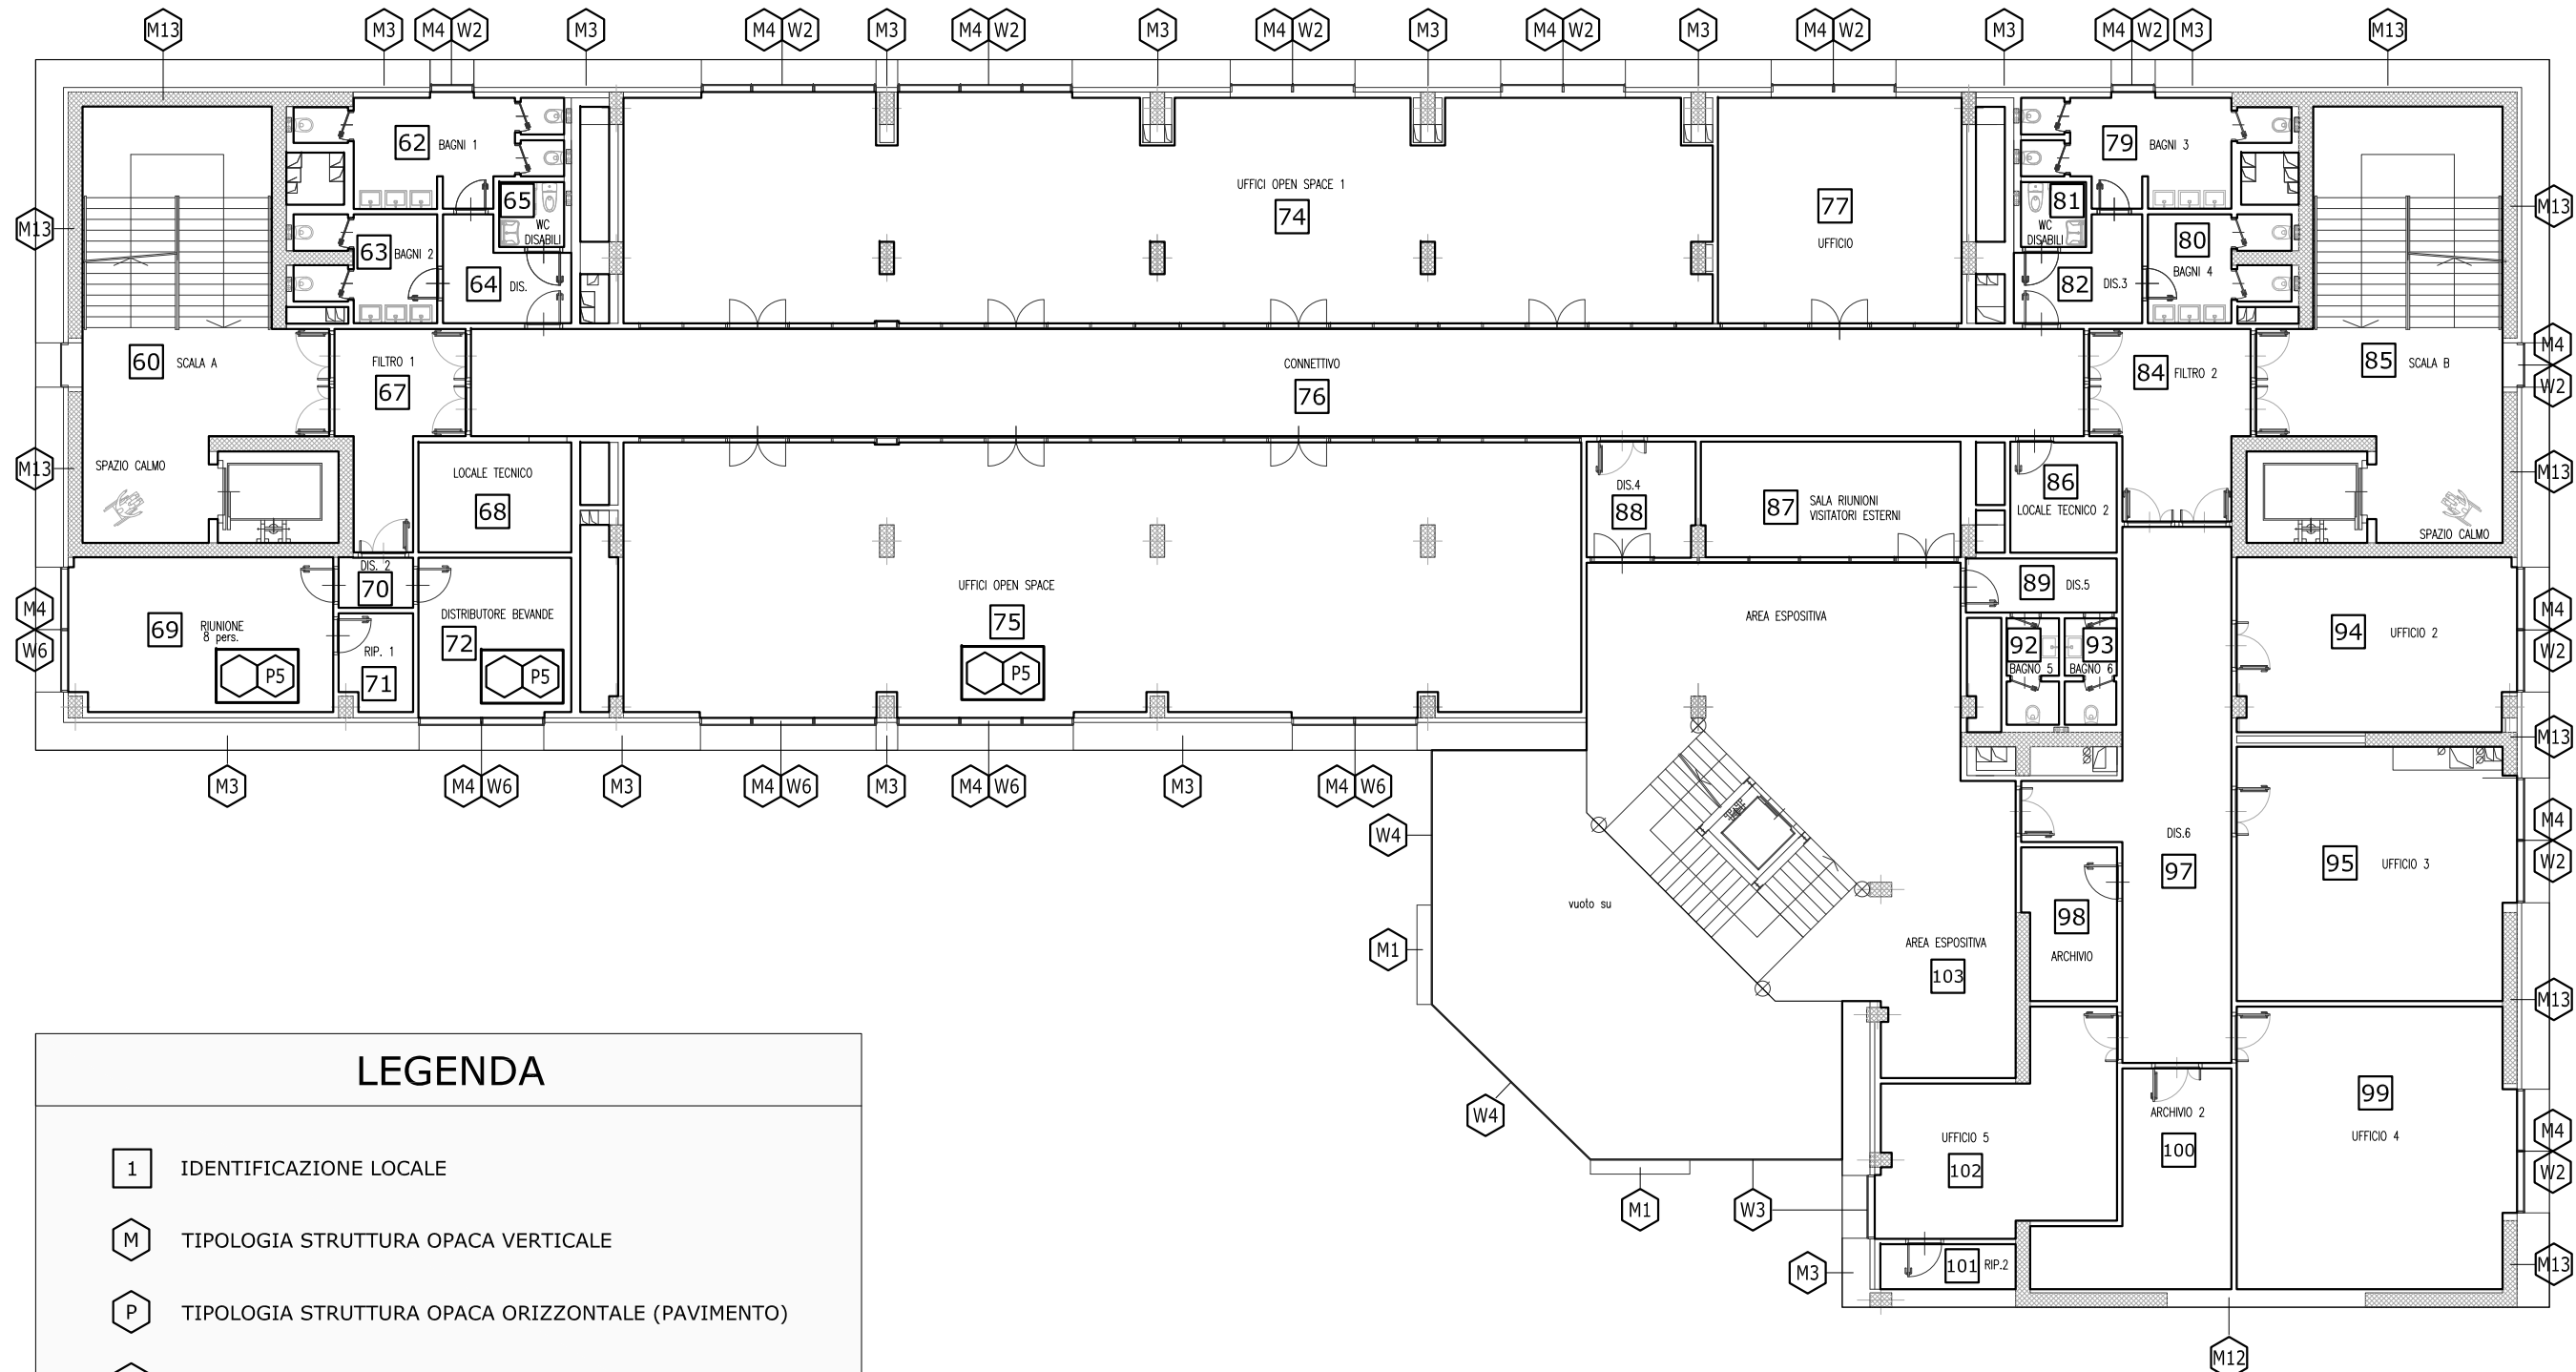 M13 M3 M4 W2 M3 M4 W2 M3 M4 W2 M3 M4 W2 M3 M4 W2 M3 M4 W2 M3 M4 W2 M3 M13
62 BAGNI 1
65
WC
DISABILI
63 BAGNI 2
64 DIS.
UFFICI OPEN SPACE 1
74
77
UFFICIO
79 BAGNI 3
81
WC
DISABILI
80
BAGNI 4
82 DIS.3
M13
M13
60 SCALA A
FILTRO 1
67
CONNETTIVO
76
84 FILTRO 2
85 SCALA B
M4
W2
M13
SPAZIO CALMO
LOCALE TECNICO
68
DIS.4
88
87 SALA RIUNIONI
VISITATORI ESTERNI
86
LOCALE TECNICO 2
SPAZIO CALMO
M13
M4
W6
69 RIUNIONE
8 pers.
P5
DIS. 2
70
RIP. 1
71
DISTRIBUTORE BEVANDE
72
P5
UFFICI OPEN SPACE
75
P5
AREA ESPOSITIVA
89 DIS.5
92
BAGNO 5
93
BAGNO 6
94 UFFICIO 2
M4
W2
M13
M3 M4 W6 M3 M4 W6 M3 M4 W6 M3 M4 W6
W4
M1
vuoto su
AREA ESPOSITIVA
103
DIS.6
97
98
ARCHIVIO
95 UFFICIO 3
M4
W2
M13
W4
M1
W3
M3
UFFICIO 5
102
101 RIP.2
ARCHIVIO 2
100
99
UFFICIO 4
M4
W2
M13
M12
LEGENDA
1 IDENTIFICAZIONE LOCALE
M TIPOLOGIA STRUTTURA OPACA VERTICALE
P TIPOLOGIA STRUTTURA OPACA ORIZZONTALE (PAVIMENTO)